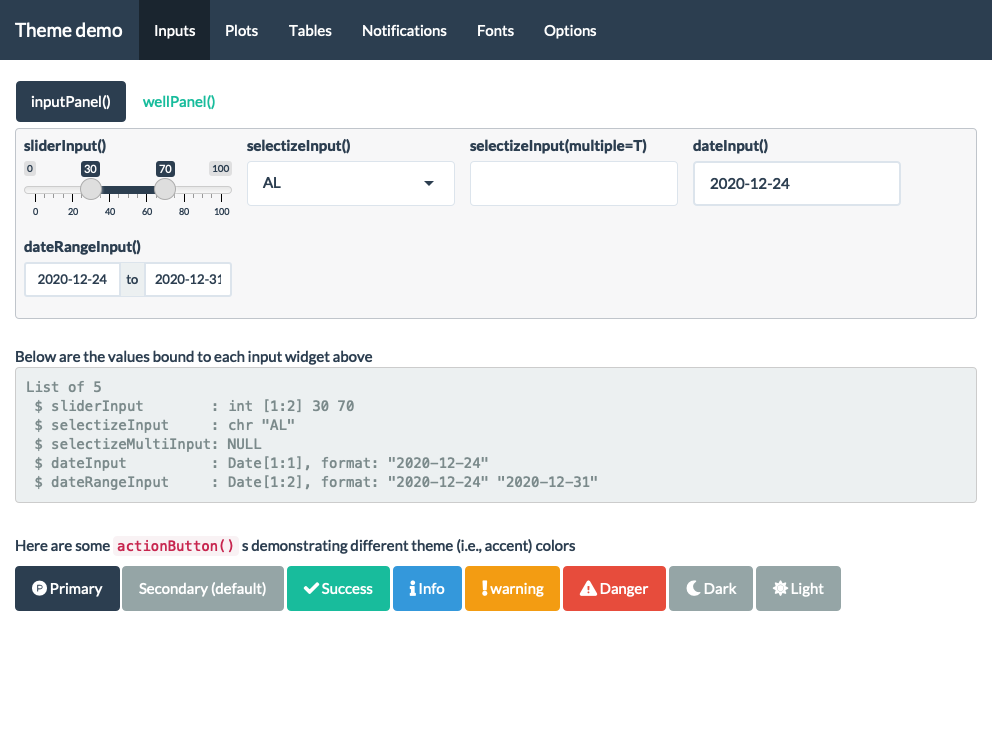 Theme demo Inputs Plots Tables Notifications Fonts Options
inputPanel() wellPanel()
sliderInput() selectizeInput() selectizeInput(multiple=T) dateInput()
0 30 70 100
AL 2020-12-24
0 20 40 60 80 100
dateRangeInput()
2020-12-24 to 2020-12-31
Below are the values bound to each input widget above
List of 5
$ sliderInput : int [1:2] 30 70
$ selectizeInput : chr "AL"
$ selectizeMultiInput: NULL
$ dateInput : Date[1:1], format: "2020-12-24"
$ dateRangeInput : Date[1:2], format: "2020-12-24" "2020-12-31"
Here are some actionButton() s demonstrating different theme (i.e., accent) colors
Primary Secondary (default) Success Info warning Danger Dark Light